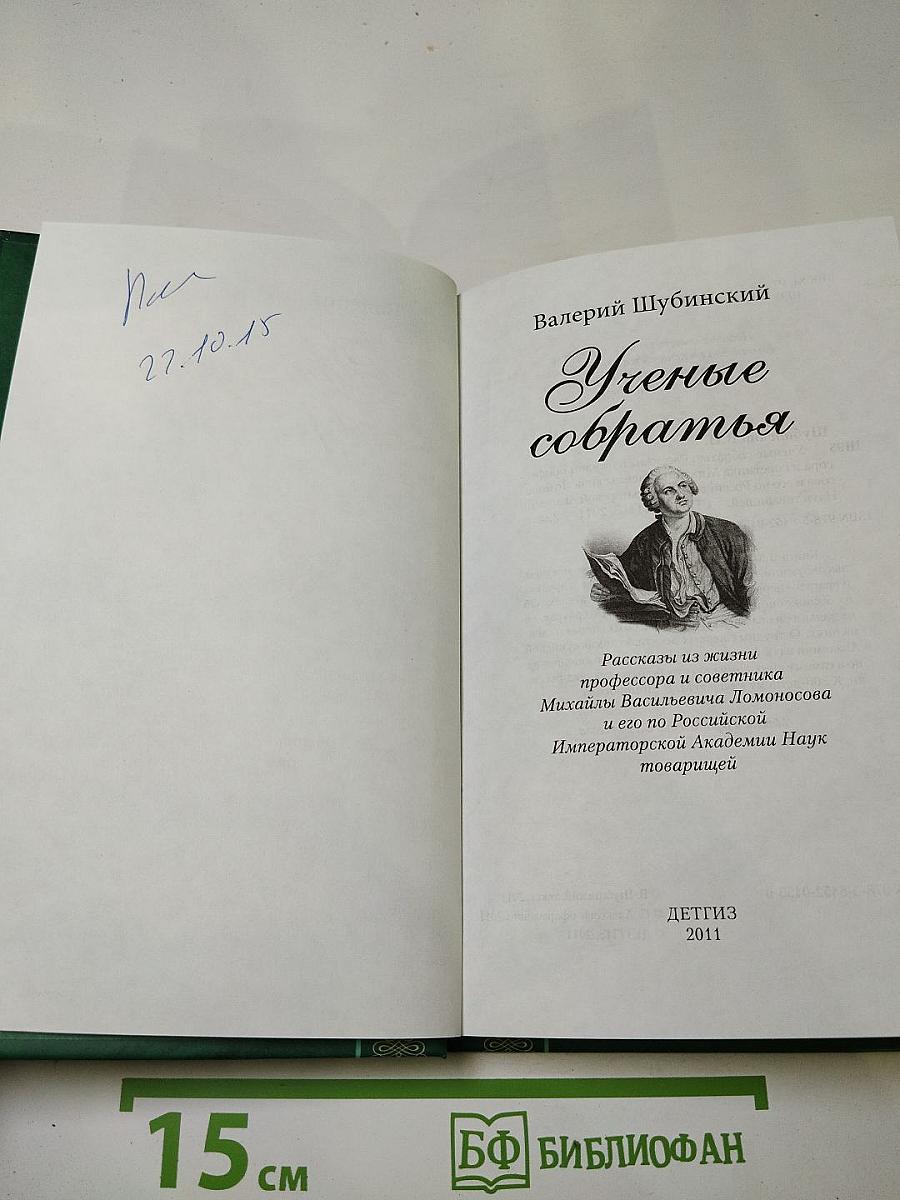 22.10.15
Валерий Шубинский
Ученые
собратья
Рассказы из жизни
профессора и советника
Михайлы Васильевича Ломоносова
и его по Российской
Императорской Академии Наук
товарищей
ДЕТГИЗ
2011
15 см
БФ БИБЛИОФАН